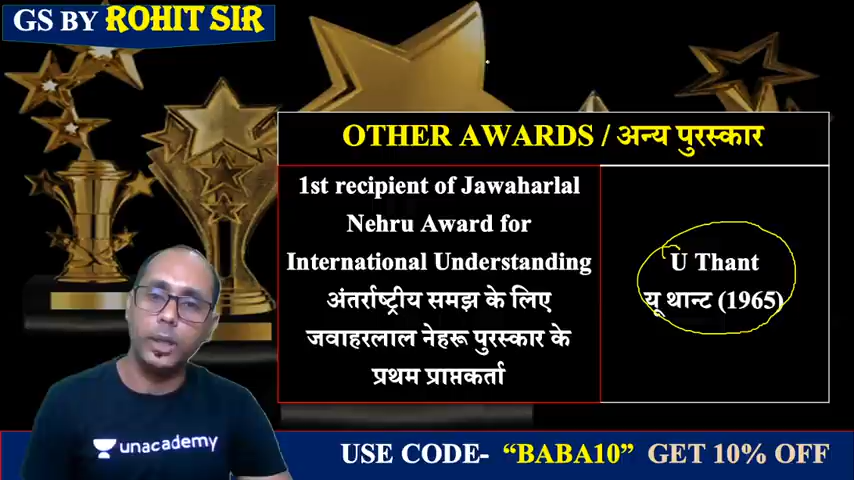 GS BY ROHIT SIR
OTHER AWARDS / अन्य पुरस्कार
1st recipient of Jawaharlal
Nehru Award for
International Understanding
अंतर्राष्ट्रीय समझ के लिए
जवाहरलाल नेहरू पुरस्कार के
प्रथम प्राप्तकर्ता
U Thant
यू थान्ट (1965)
unacademy
USE CODE- “BABA10” GET 10% OFF